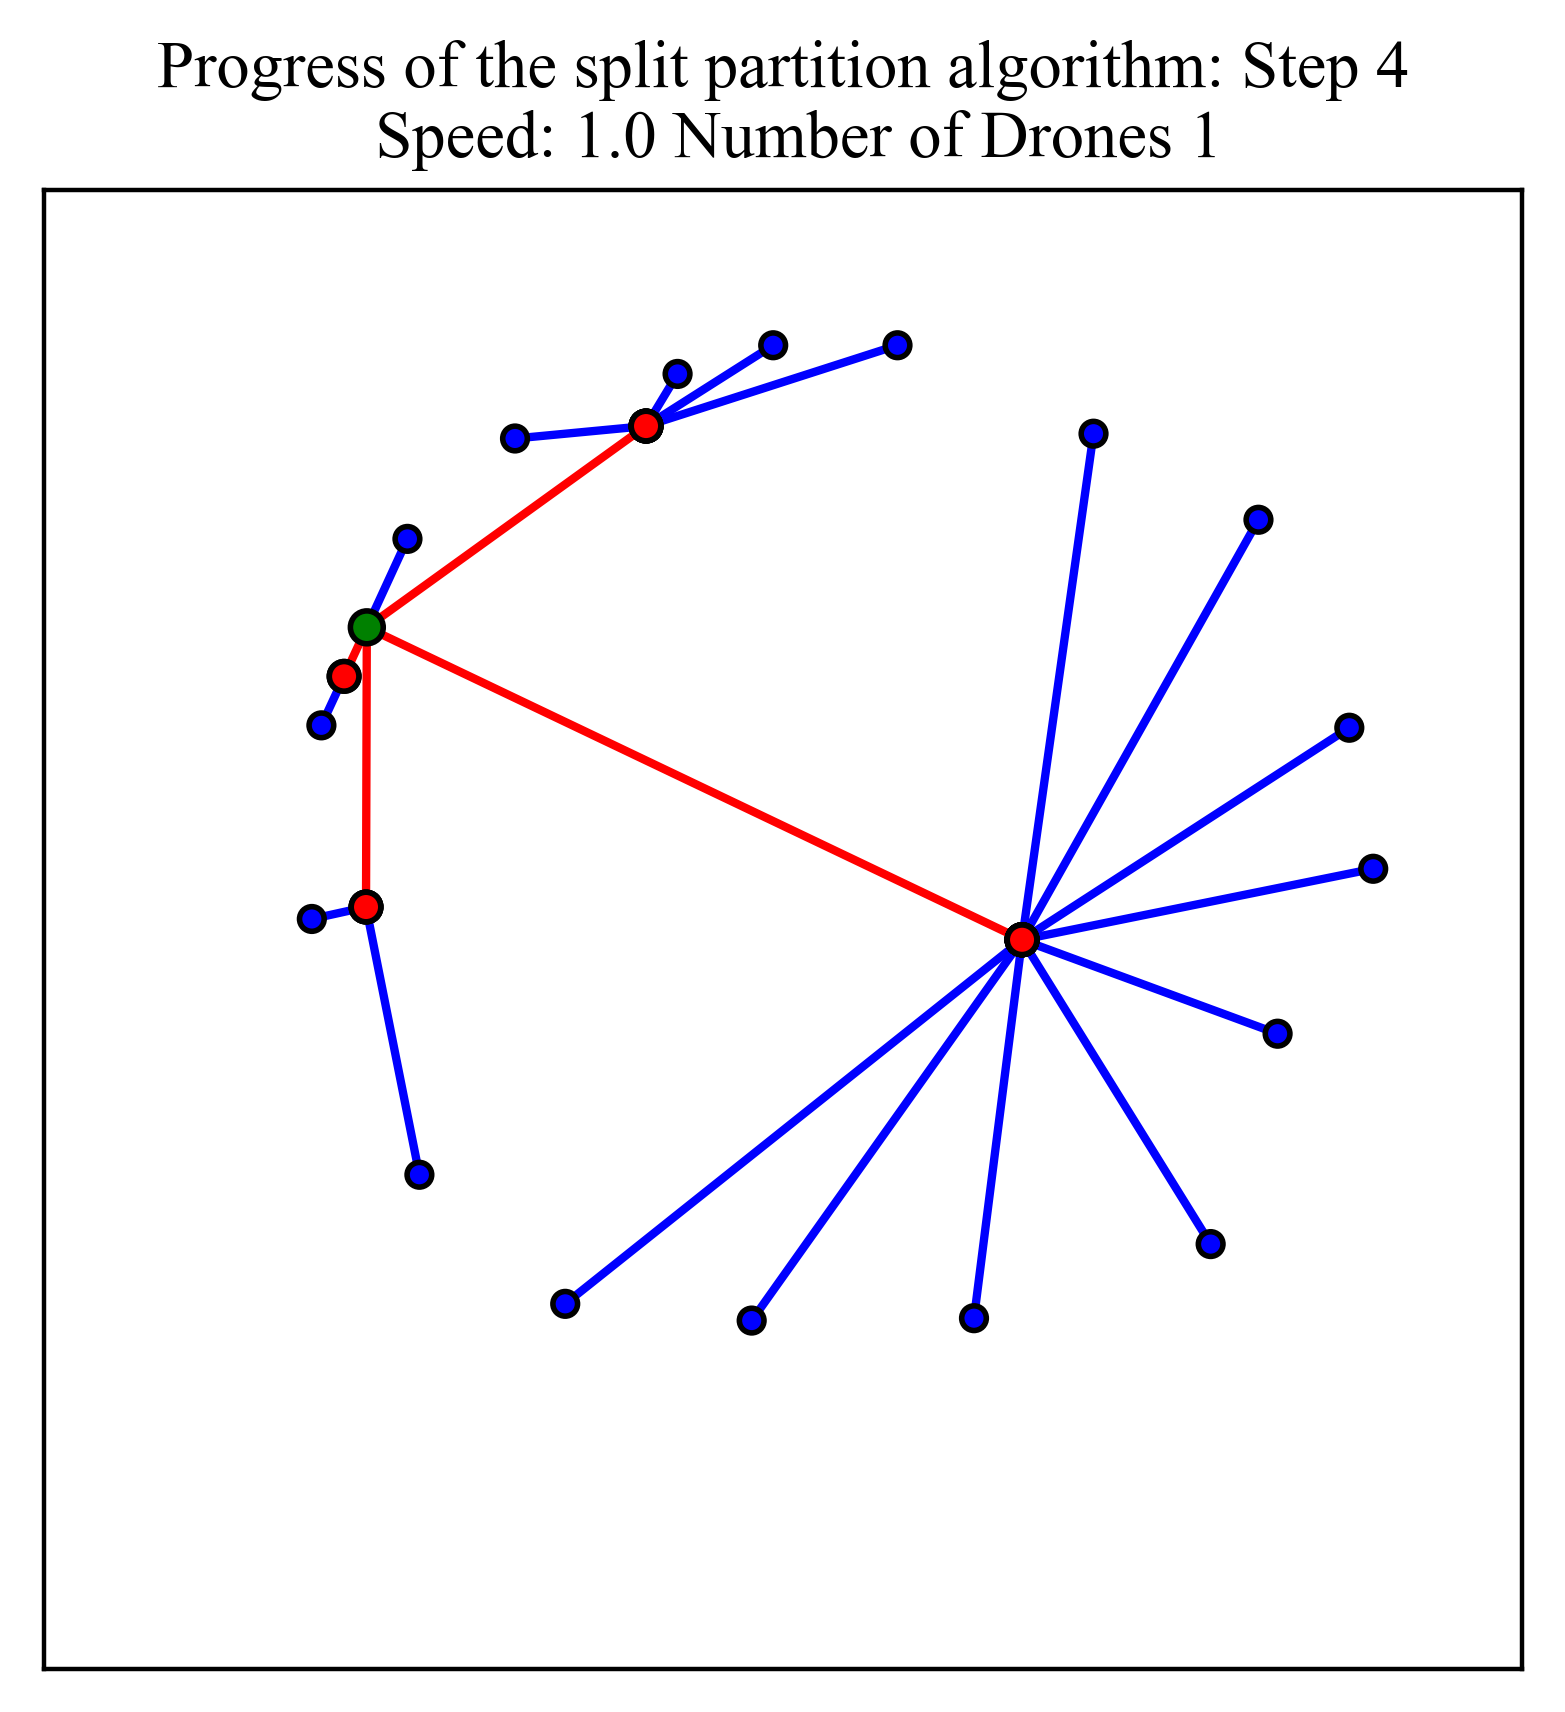 Progress of the split partition algorithm: Step 4
Speed: 1.0 Number of Drones 1